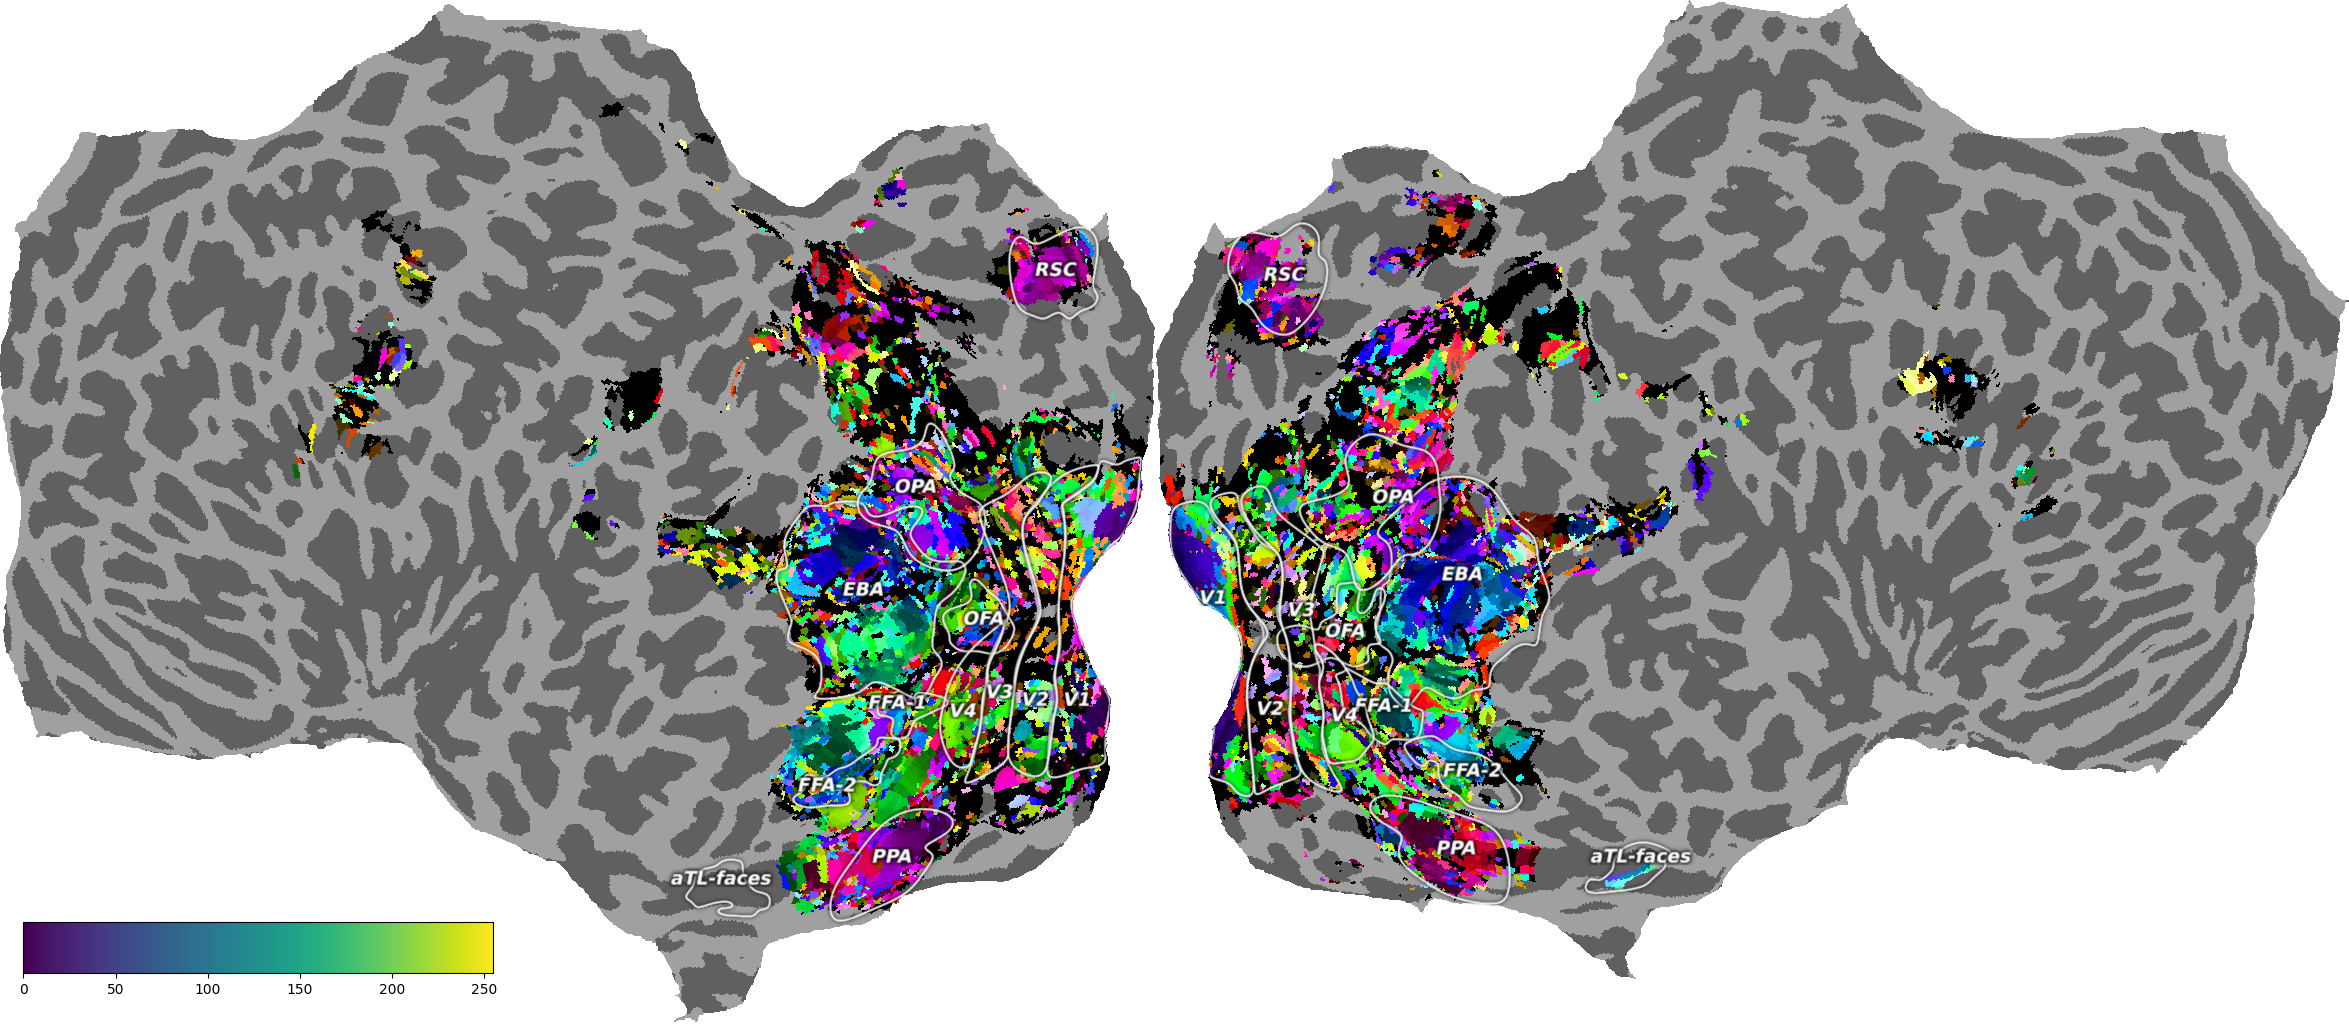 RSC
RSC
OPA
OPA
EBA
EBA
OFA
V1
V3
OFA
FFA-1
V4
V3
V2
V1
V2
V4
FFA-1
FFA-2
FFA-2
PPA
PPA
aTL-faces
aTL-faces
0 50 100 150 200 250